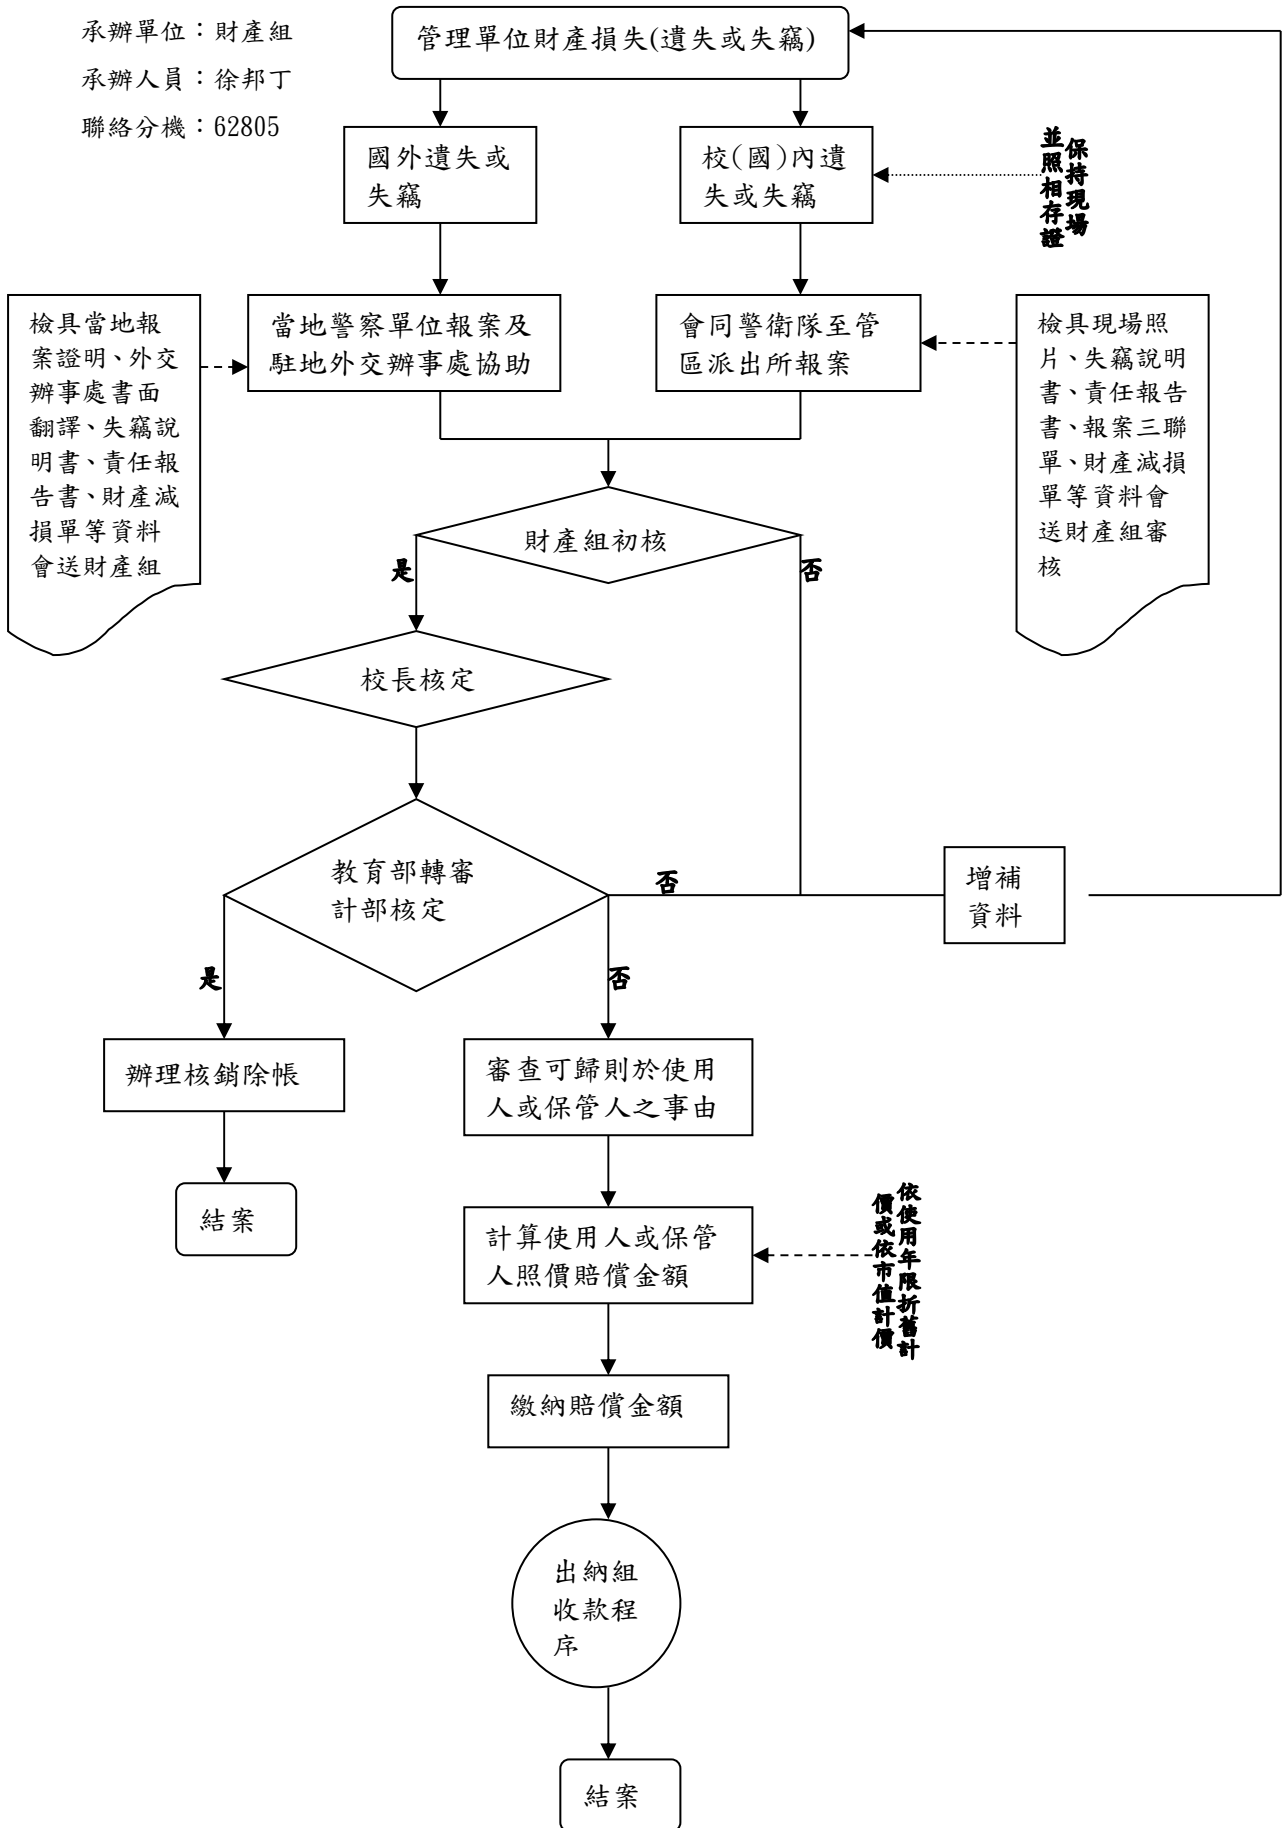 承辦單位：財產組
承辦人員：徐邦丁
聯絡分機：62805
管理單位財產損失(遺失或失竊)
國外遺失或
失竊
校(國)內遺
失或失竊
保持現場
並照相存證
檢具當地報
案證明、外交
辦事處書面
翻譯、失竊說
明書、責任報
告書、財產減
損單等資料
會送財產組
當地警察單位報案及
駐地外交辦事處協助
會同警衛隊至管
區派出所報案
檢具現場照
片、失竊說明
書、責任報告
書、報案三聯
單、財產減損
單等資料會
送財產組審
核
財產組初核
是
否
校長核定
教育部轉審
計部核定
否
增補
資料
是
否
辦理核銷除帳
審查可歸則於使用
人或保管人之事由
結案
計算使用人或保管
人照價賠償金額
依使用年限折舊計
價或依市值計價
繳納賠償金額
出納組
收款程
序
結案